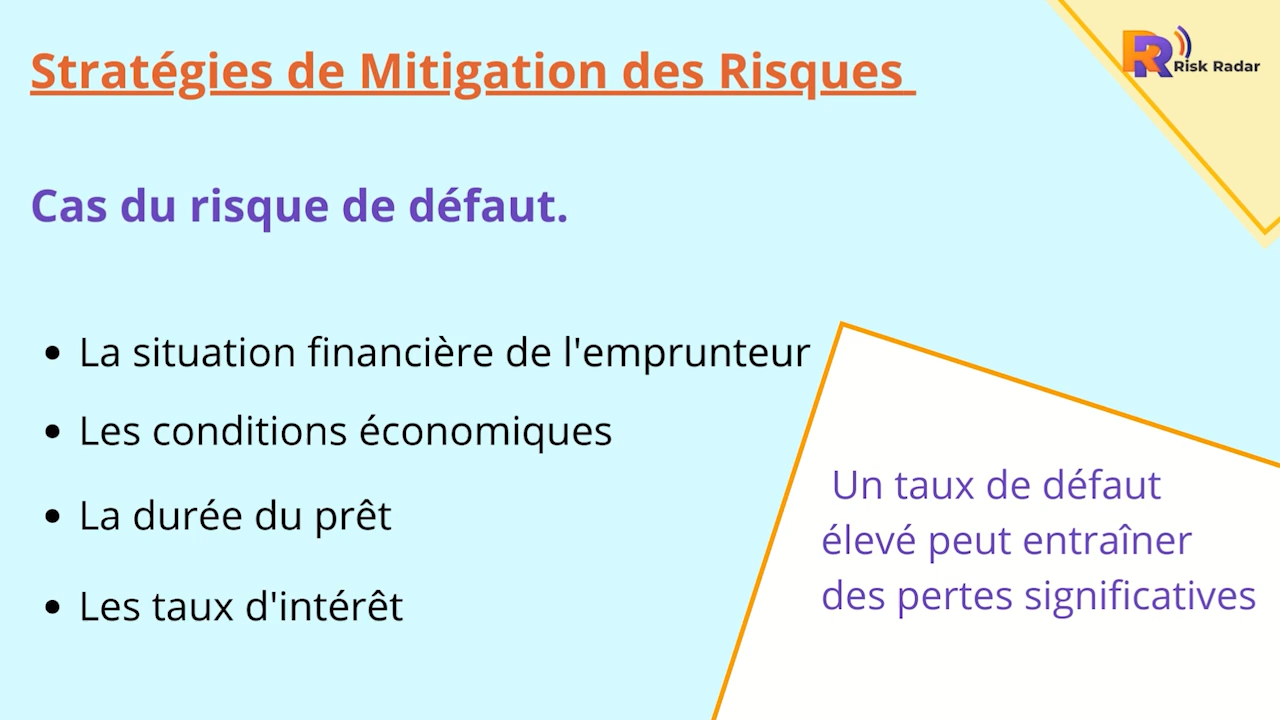 Stratégies de Mitigation des Risques
RR Risk Radar
Cas du risque de défaut.
• La situation financière de l'emprunteur
• Les conditions économiques
• La durée du prêt
• Les taux d'intérêt
Un taux de défaut
élevé peut entraîner
des pertes significatives